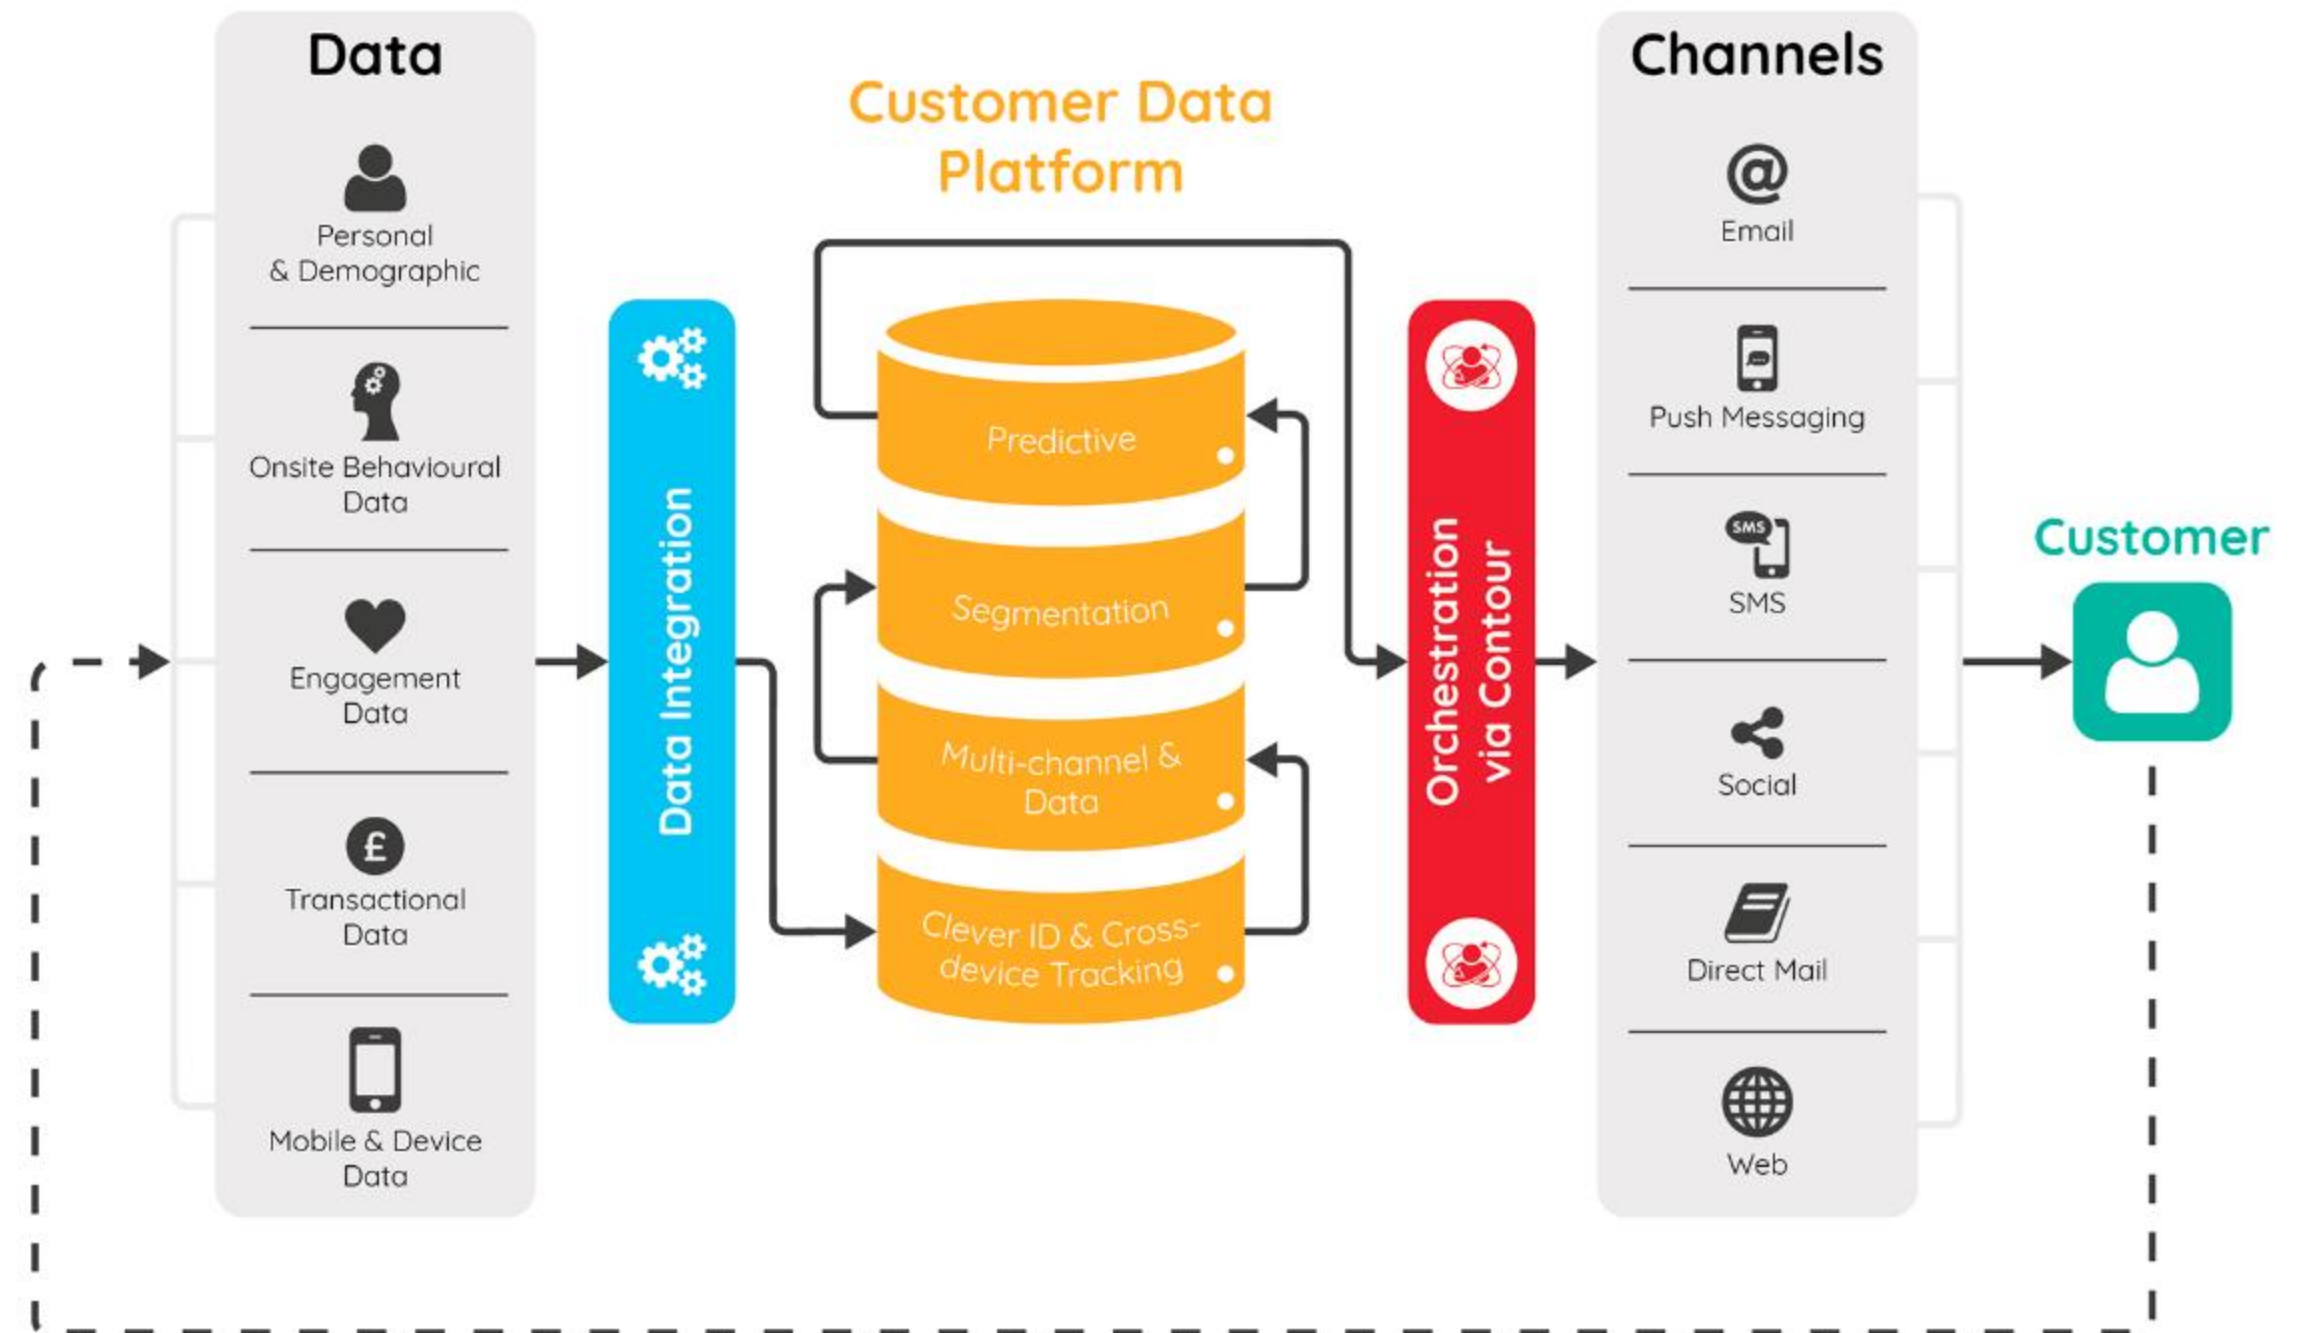 Data
Personal
& Demographic
Onsite Behavioural
Data
Engagement
Data
£
Transactional
Data
Mobile & Device
Data
Data Integration
Customer Data
Platform
Predictive
Segmentation
Multi-channel &
Data
Clever ID & Cross-
device Tracking
Orchestration
via Contour
Channels
@
Email
Push Messaging
SMS
SMS
Social
Direct Mail
Web
Customer